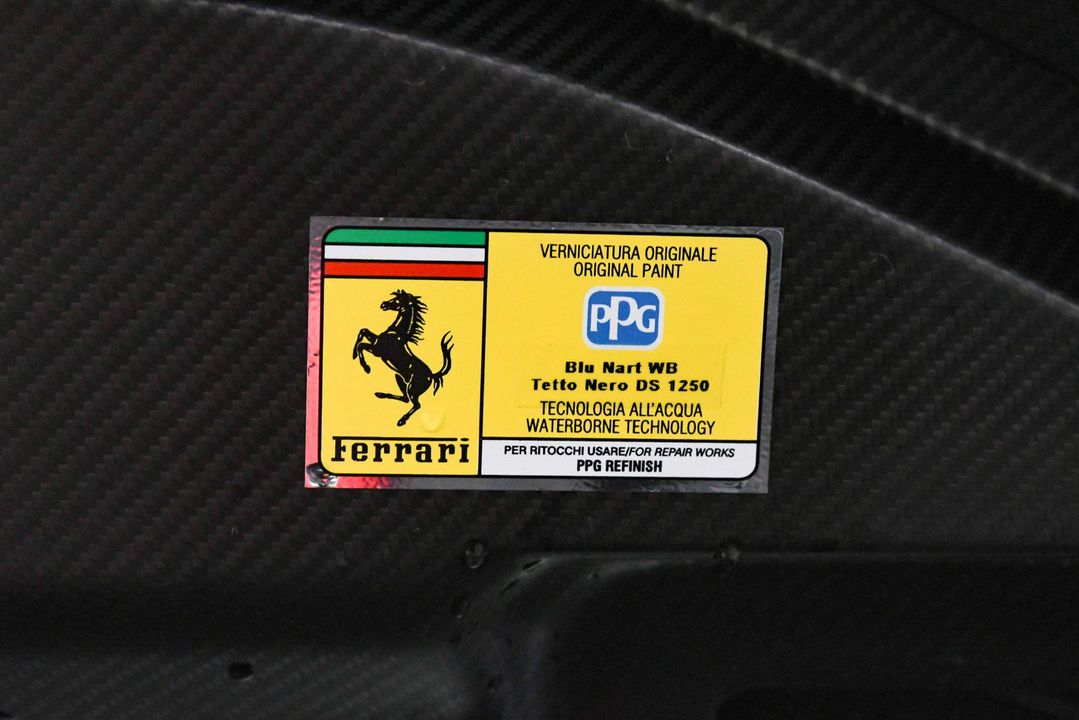 Ferrari
VERNICIATURA ORIGINALE
ORIGINAL PAINT
PPG
Blu Nart WB
Tetto Nero DS 1250
TECNOLOGIA ALL'ACQUA
WATERBORNE TECHNOLOGY
PER RITOCCHI USARE/FOR REPAIR WORKS
PPG REFINISH